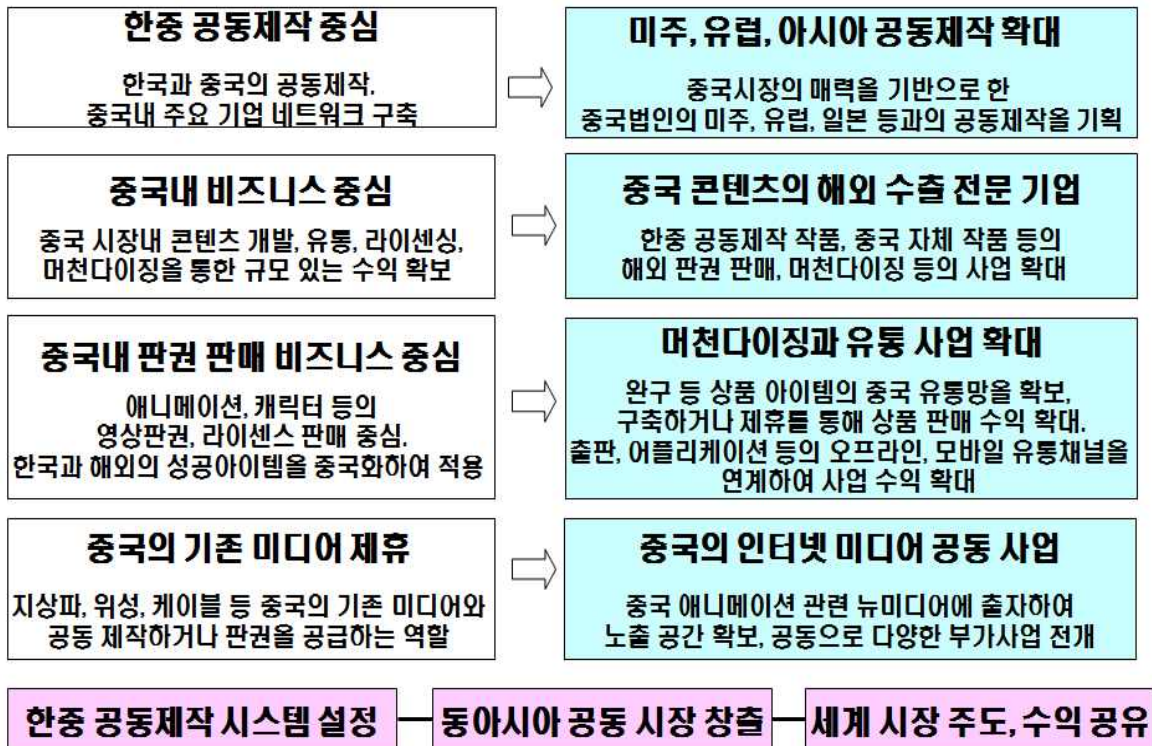 한중 공동제작 중심
한국과 중국의 공동제작.
중국내 주요 기업 네트워크 구축
미주, 유럽, 아시아 공동제작 확대
중국시장의 매력을 기반으로 한
중국법인의 미주, 유럽, 일본 등과의 공동제작을 기획
중국내 비즈니스 중심
중국 시장내 콘텐츠 개발, 유통, 라이센싱,
머천다이징을 통한 규모 있는 수익 확보
중국 콘텐츠의 해외 수출 전문 기업
한중 공동제작 작품, 중국 자체 작품 등의
해외 판권 판매, 머천다이징 등의 사업 확대
중국내 판권 판매 비즈니스 중심
애니메이션, 캐릭터 등의
영상판권, 라이센스 판매 중심.
한국과 해외의 성공아이템을 중국화하여 적용
머천다이징과 유통 사업 확대
완구 등 상품 아이템의 중국 유통망을 확보,
구축하거나 제휴를 통해 상품 판매 수익 확대.
출판, 어플리케이션 등의 오프라인, 모바일 유통채널을
연계하여 사업 수익 확대
중국의 기존 미디어 제휴
지상파, 위성, 케이블 등 중국의 기존 미디어와
공동 제작하거나 판권을 공급하는 역할
중국의 인터넷 미디어 공동 사업
중국 애니메이션 관련 뉴미디어에 출자하여
노출 공간 확보, 공동으로 다양한 부가사업 전개
한중 공동제작 시스템 설정
동아시아 공동 시장 창출
세계 시장 주도, 수익 공유